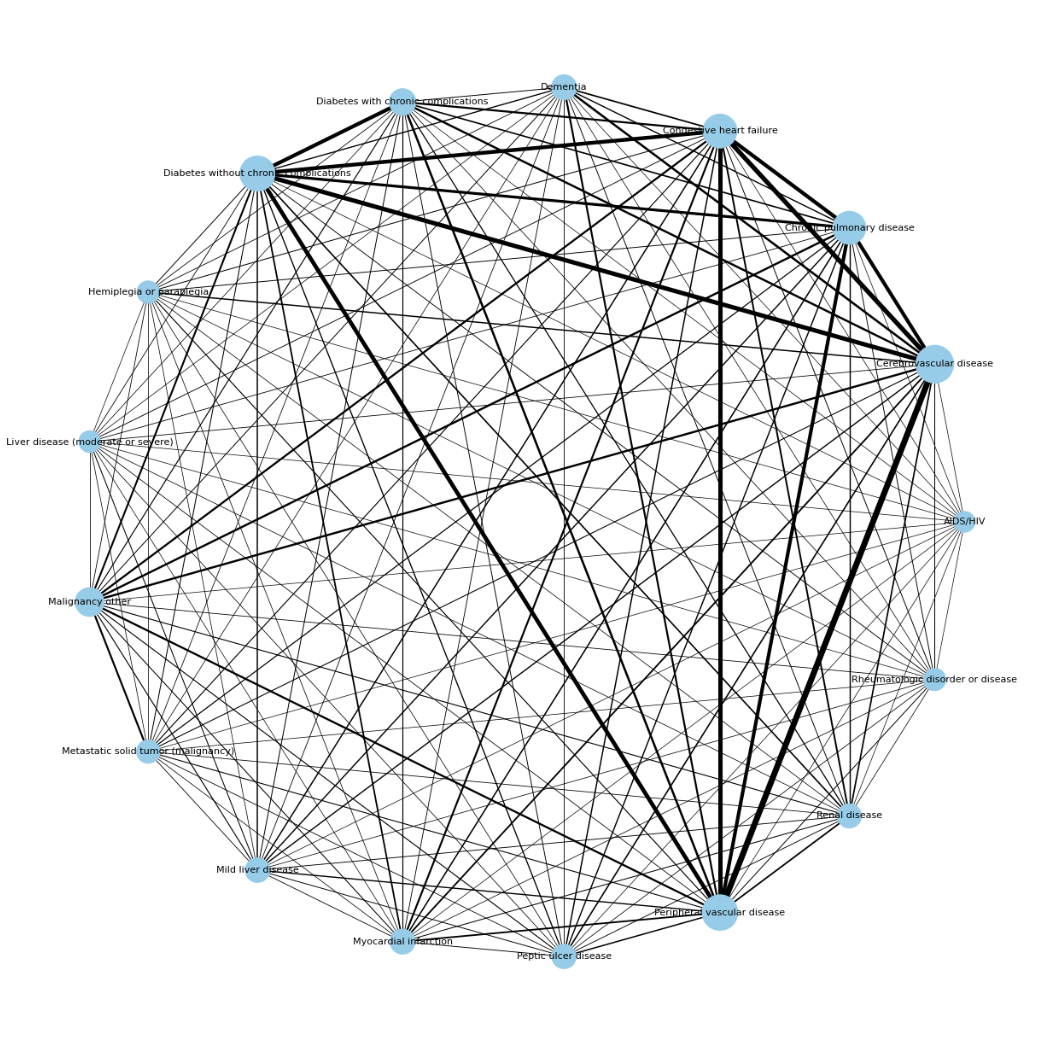 Dementia
Diabetes with chronic complications
Congestive heart failure
Diabetes without chronic complications
Chronic pulmonary disease
Hemiplegia or paraplegia
Cerebrovascular disease
Liver disease (moderate or severe)
AIDS/HIV
Malignancy other
Rheumatologic disorder or disease
Metastatic solid tumor (malignancy)
Renal disease
Mild liver disease
Peripheral vascular disease
Myocardial infarction
Peptic ulcer disease